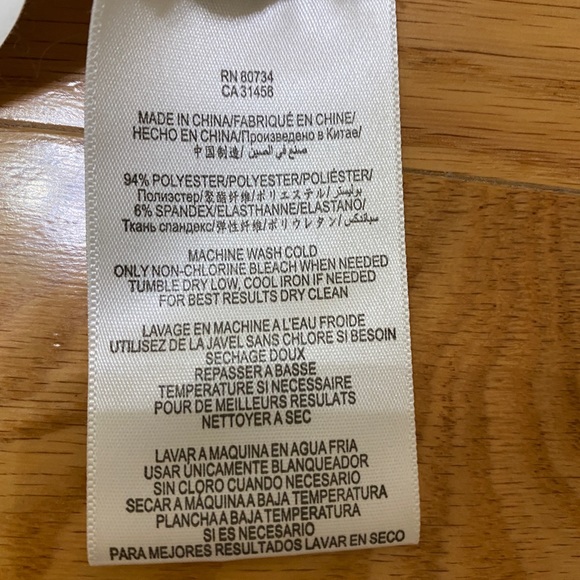 RN 80734
CA 31458
MADE IN CHINA/FABRIQUÉ EN CHINE/
HECHO EN CHINA/Произведено в Китае/
中国制造/ صنع في الصين/
94% POLYESTER/POLYESTER/POLIÉSTER/
Полиэстер/聚酯纤维/ポリエステル/بوليستر/
6% SPANDEX/ELASTHANNE/ELASTANO/
Ткань спандекс/弹性纤维/ポリウレタン/سباندكس
MACHINE WASH COLD
ONLY NON-CHLORINE BLEACH WHEN NEEDED
TUMBLE DRY LOW, COOL IRON IF NEEDED
FOR BEST RESULTS DRY CLEAN
LAVAGE EN MACHINE A L'EAU FROIDE
UTILISEZ DE LA JAVEL SANS CHLORE SI BESOIN
SECHAGE DOUX
REPASSER A BASSE
TEMPERATURE SI NECESSAIRE
POUR DE MEILLEURS RESULATS
NETTOYER A SEC
LAVAR A MAQUINA EN AGUA FRIA
USAR ÚNICAMENTE BLANQUEADOR
SIN CLORO CUANDO NECESARIO
SECAR A MÁQUINA A BAJA TEMPERATURA
PLANCHA A BAJA TEMPERATURA
SI ES NECESARIO
PARA MEJORES RESULTADOS LAVAR EN SECO